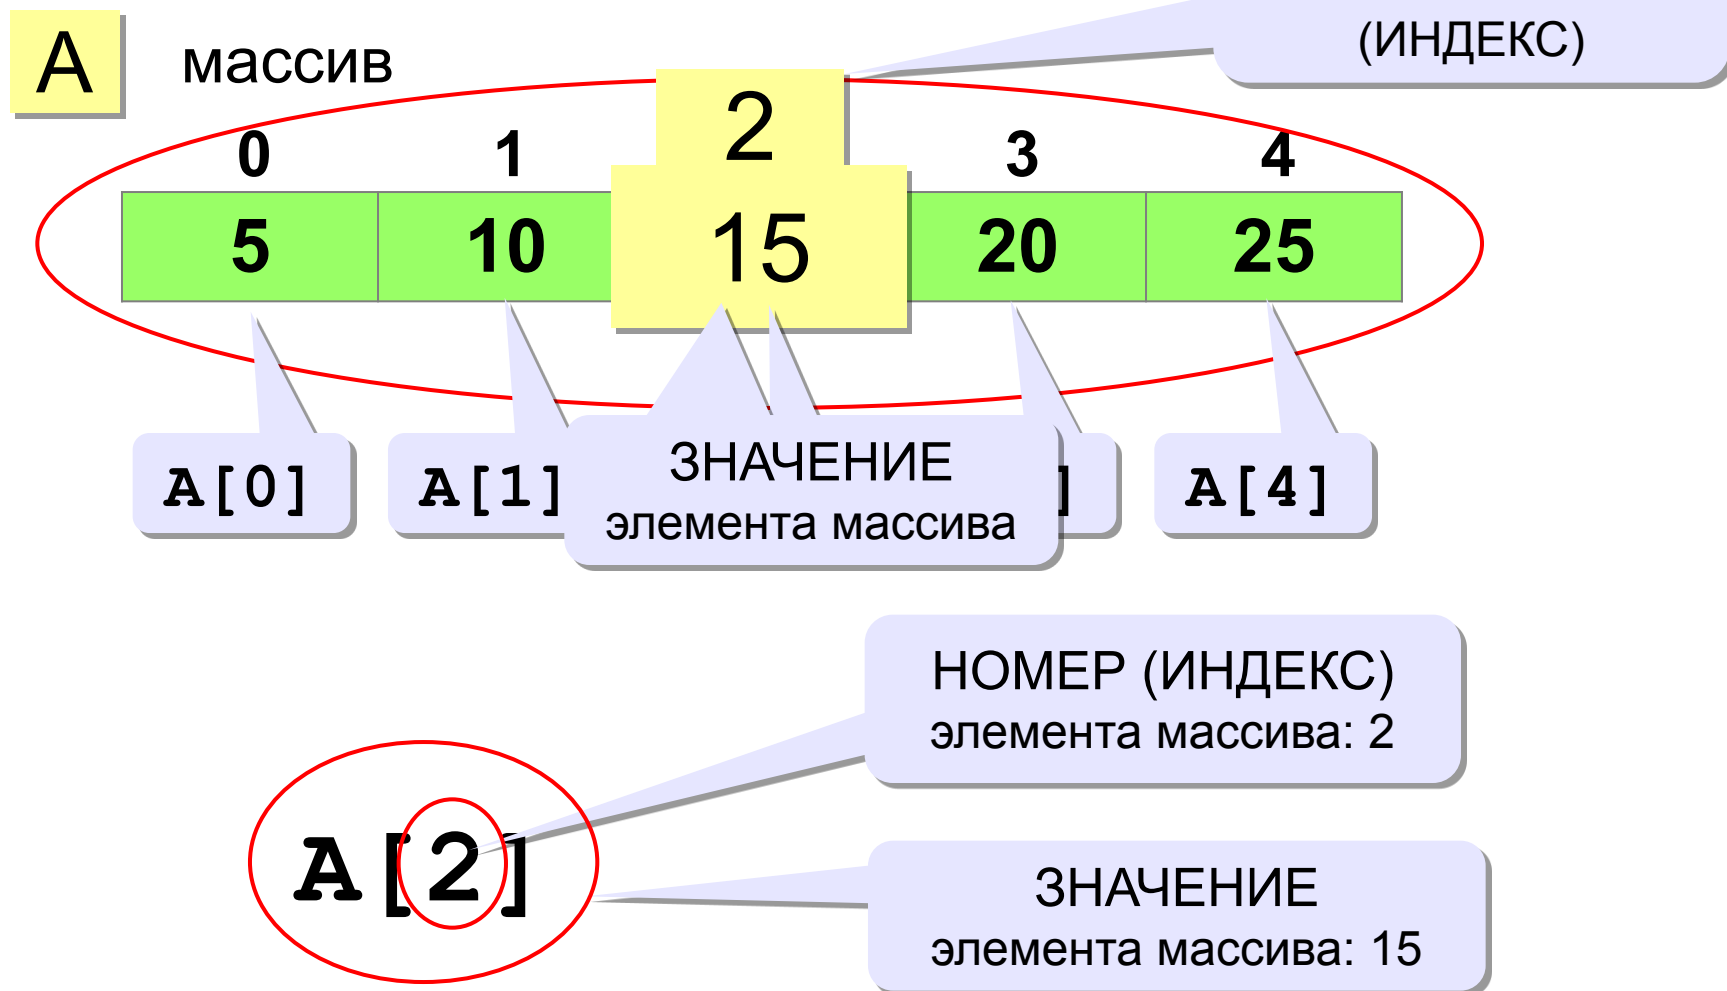 A массив
(ИНДЕКС)
0 1 2 3 4
5 10 15 20 25
A[0] A[1] ] A[4]
ЗНАЧЕНИЕ
элемента массива
НОМЕР (ИНДЕКС)
элемента массива: 2
A[2]
ЗНАЧЕНИЕ
элемента массива: 15